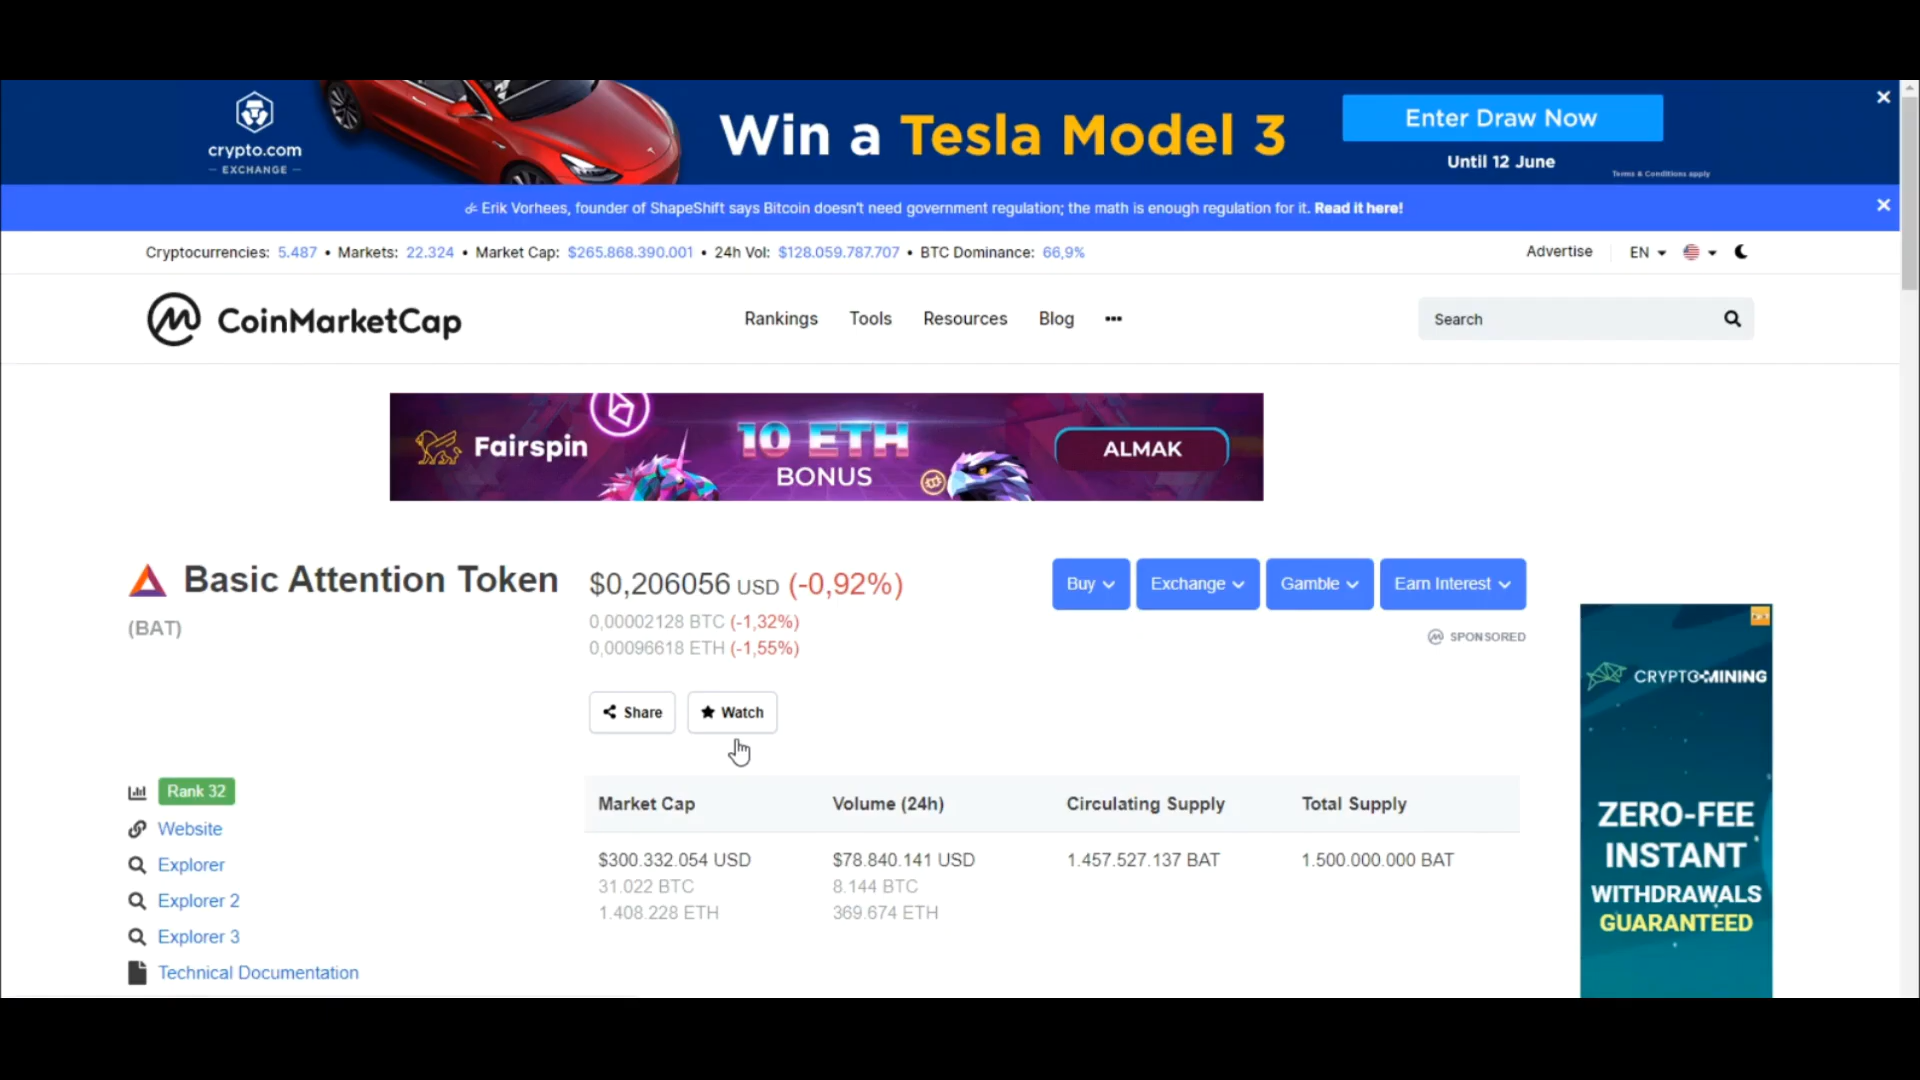 crypto.com
EXCHANGE
Win a Tesla Model 3
Enter Draw Now
Until 12 June
Terms & Conditions apply
Erik Vorhees, founder of ShapeShift says Bitcoin doesn't need government regulation; the math is enough regulation for it. Read it here!
Cryptocurrencies: 5.487 • Markets: 22.324 • Market Cap: $265.868.390.001 • 24h Vol: $128.059.787.707 • BTC Dominance: 66,9%
Advertise EN
CoinMarketCap
Rankings Tools Resources Blog •••
Search
Fairspin
10 ETH
BONUS
ALMAK
Basic Attention Token
(BAT)
$0,206056 USD (-0,92%)
0,00002128 BTC (-1,32%)
0,00096618 ETH (-1,55%)
Buy Exchange Gamble Earn Interest
SPONSORED
Share Watch
Rank 32
Website
Explorer
Explorer 2
Explorer 3
Technical Documentation
Market Cap Volume (24h) Circulating Supply Total Supply
$300.332.054 USD $78.840.141 USD 1.457.527.137 BAT 1.500.000.000 BAT
31.022 BTC 8.144 BTC
1.408.228 ETH 369.674 ETH
CRYPTO-MINING
ZERO-FEE
INSTANT
WITHDRAWALS
GUARANTEED